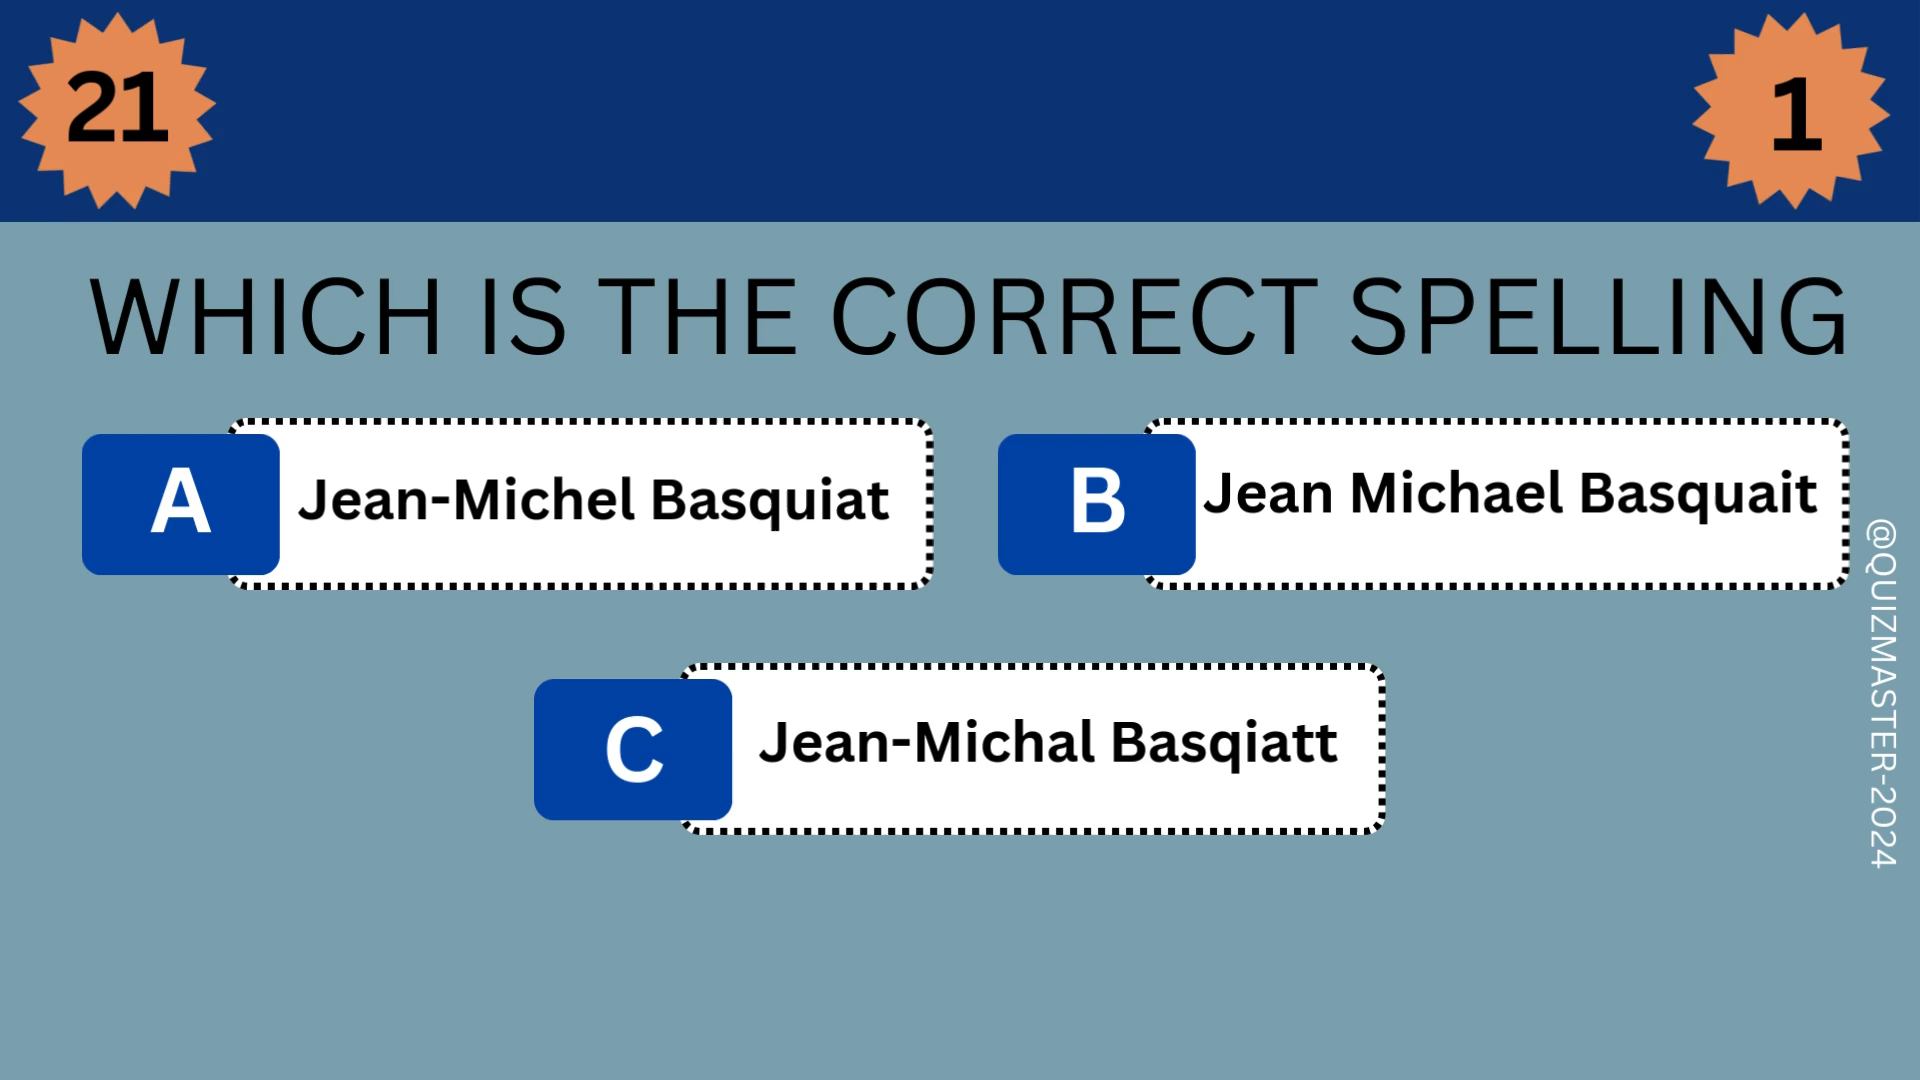 21
1
WHICH IS THE CORRECT SPELLING
A
Jean-Michel Basquiat
B
Jean Michael Basquait
C
Jean-Michal Basqiatt
@QUIZMASTER-2024